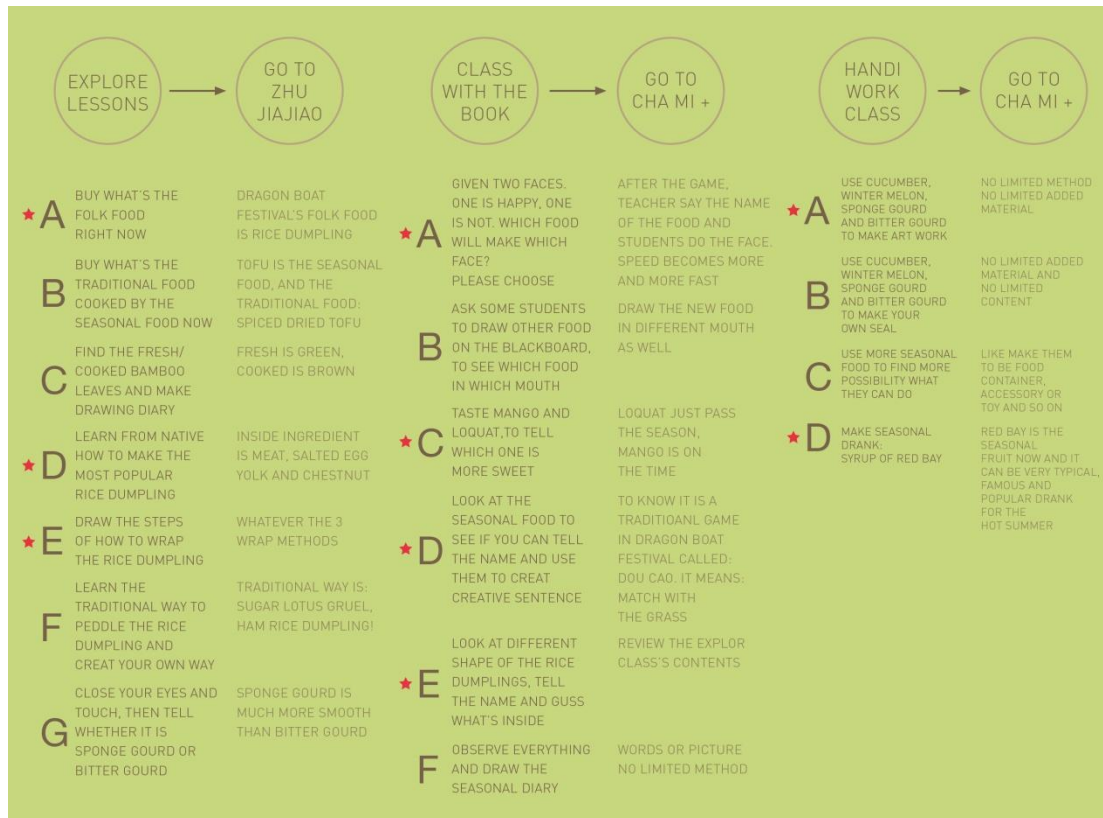 EXPLORE
LESSONS
GO TO
ZHU
JIAJIAO
A
BUY WHAT'S THE
FOLK FOOD
RIGHT NOW
DRAGON BOAT
FESTIVAL'S FOLK FOOD
IS RICE DUMPLING
B
BUY WHAT'S THE
TRADITIONAL FOOD
COOKED BY THE
SEASONAL FOOD NOW
TOFU IS THE SEASONAL
FOOD, AND THE
TRADITIONAL FOOD:
SPICED DRIED TOFU
C
FIND THE FRESH/
COOKED BAMBOO
LEAVES AND MAKE
DRAWING DIARY
FRESH IS GREEN,
COOKED IS BROWN
D
LEARN FROM NATIVE
HOW TO MAKE THE
MOST POPULAR
RICE DUMPLING
INSIDE INGREDIENT
IS MEAT, SALTED EGG
YOLK AND CHESTNUT
E
DRAW THE STEPS
OF HOW TO WRAP
THE RICE DUMPLING
WHATEVER THE 3
WRAP METHODS
F
LEARN THE
TRADITIONAL WAY TO
PEDDLE THE RICE
DUMPLING AND
CREAT YOUR OWN WAY
TRADITIONAL WAY IS:
SUGAR LOTUS GRUEL,
HAM RICE DUMPLING!
G
CLOSE YOUR EYES AND
TOUCH, THEN TELL
WHETHER IT IS
SPONGE GOURD OR
BITTER GOURD
SPONGE GOURD IS
MUCH MORE SMOOTH
THAN BITTER GOURD
CLASS
WITH THE
BOOK
GO TO
CHA MI +
A
GIVEN TWO FACES.
ONE IS HAPPY, ONE
IS NOT. WHICH FOOD
WILL MAKE WHICH
FACE?
PLEASE CHOOSE
AFTER THE GAME,
TEACHER SAY THE NAME
OF THE FOOD AND
STUDENTS DO THE FACE.
SPEED BECOMES MORE
AND MORE FAST
B
ASK SOME STUDENTS
TO DRAW OTHER FOOD
ON THE BLACKBOARD,
TO SEE WHICH FOOD
IN WHICH MOUTH
DRAW THE NEW FOOD
IN DIFFERENT MOUTH
AS WELL
C
TASTE MANGO AND
LOQUAT,TO TELL
WHICH ONE IS
MORE SWEET
LOQUAT JUST PASS
THE SEASON,
MANGO IS ON
THE TIME
D
LOOK AT THE
SEASONAL FOOD TO
SEE IF YOU CAN TELL
THE NAME AND USE
THEM TO CREAT
CREATIVE SENTENCE
TO KNOW IT IS A
TRADITIOANL GAME
IN DRAGON BOAT
FESTIVAL CALLED:
DOU CAO. IT MEANS:
MATCH WITH
THE GRASS
E
LOOK AT DIFFERENT
SHAPE OF THE RICE
DUMPLINGS, TELL
THE NAME AND GUSS
WHAT'S INSIDE
REVIEW THE EXPLOR
CLASS'S CONTENTS
F
OBSERVE EVERYTHING
AND DRAW THE
SEASONAL DIARY
WORDS OR PICTURE
NO LIMITED METHOD
HANDI
WORK
CLASS
GO TO
CHA MI +
A
USE CUCUMBER,
WINTER MELON,
SPONGE GOURD
AND BITTER GOURD
TO MAKE ART WORK
NO LIMITED METHOD
NO LIMITED ADDED
MATERIAL
B
USE CUCUMBER,
WINTER MELON,
SPONGE GOURD
AND BITTER GOURD
TO MAKE YOUR
OWN SEAL
NO LIMITED ADDED
MATERIAL AND
NO LIMITED
CONTENT
C
USE MORE SEASONAL
FOOD TO FIND MORE
POSSIBILITY WHAT
THEY CAN DO
LIKE MAKE THEM
TO BE FOOD
CONTAINER,
ACCESSORY OR
TOY AND SO ON
D
MAKE SEASONAL
DRANK:
SYRUP OF RED BAY
RED BAY IS THE
SEASONAL
FRUIT NOW AND IT
CAN BE VERY TYPICAL,
FAMOUS AND
POPULAR DRANK
FOR THE
HOT SUMMER